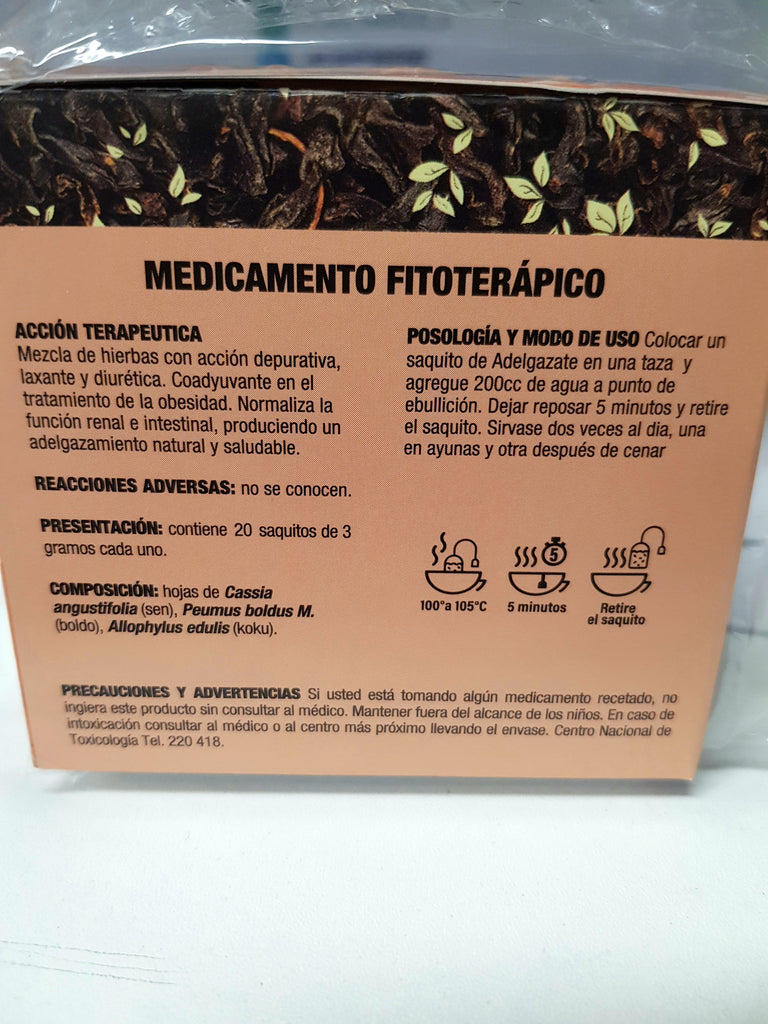 MEDICAMENTO FITOTERÁPICO
ACCIÓN TERAPEUTICA
Mezcla de hierbas con acción depurativa,
laxante y diurética. Coadyuvante en el
tratamiento de la obesidad. Normaliza la
función renal e intestinal, produciendo un
adelgazamiento natural y saludable.
REACCIONES ADVERSAS: no se conocen.
PRESENTACIÓN: contiene 20 saquitos de 3
gramos cada uno.
COMPOSICIÓN: hojas de Cassia
angustifolia (sen), Peumus boldus M.
(boldo), Allophylus edulis (koku).
POSOLOGÍA Y MODO DE USO Colocar un
saquito de Adelgazate en una taza y
agregue 200cc de agua a punto de
ebullición. Dejar reposar 5 minutos y retire
el saquito. Sirvase dos veces al dia, una
en ayunas y otra después de cenar
5
100°a 105°C
5 minutos
Retire
el saquito
PRECAUCIONES Y ADVERTENCIAS Si usted está tomando algún medicamento recetado, no
ingiera este producto sin consultar al médico. Mantener fuera del alcance de los niños. En caso de
intoxicación consultar al médico o al centro más próximo llevando el envase. Centro Nacional de
Toxicología Tel. 220 418.